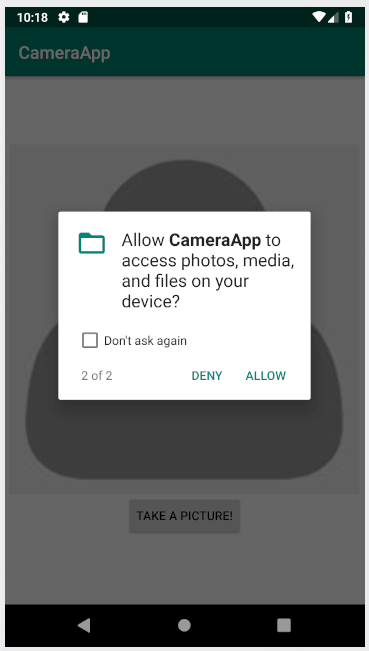 10:18
CameraApp
Allow CameraApp to
access photos, media,
and files on your
device?
Don't ask again
2 of 2
DENY
ALLOW
TAKE A PICTURE!